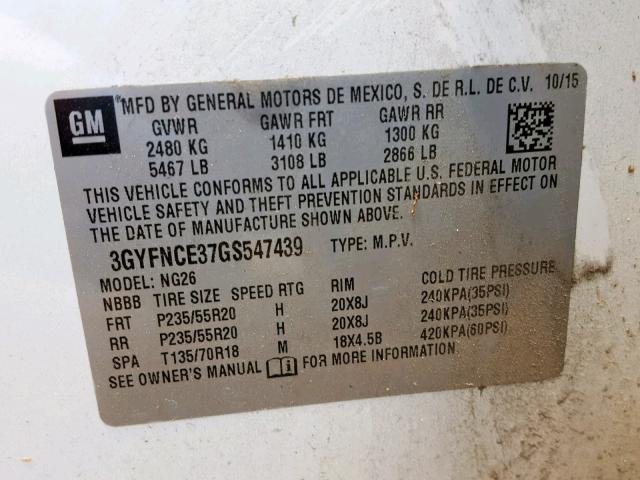 GM
MFD BY GENERAL MOTORS DE MEXICO, S. DE R.L. DE C.V. 10/15
GVWR GAWR FRT GAWR RR
2480 KG 1410 KG 1300 KG
5467 LB 3108 LB 2866 LB
THIS VEHICLE CONFORMS TO ALL APPLICABLE U.S. FEDERAL MOTOR
VEHICLE SAFETY AND THEFT PREVENTION STANDARDS IN EFFECT ON
THE DATE OF MANUFACTURE SHOWN ABOVE.
3GYFNCE37GS547439 TYPE: M.P.V.
MODEL: NG26
NBBB TIRE SIZE SPEED RTG RIM COLD TIRE PRESSURE
FRT P235/55R20 H 20X8J 240KPA(35PSI)
RR P235/55R20 H 20X8J 240KPA(35PSI)
SPA T135/70R18 M 18X4.5B 420KPA(60PSI)
SEE OWNER'S MANUAL FOR MORE INFORMATION